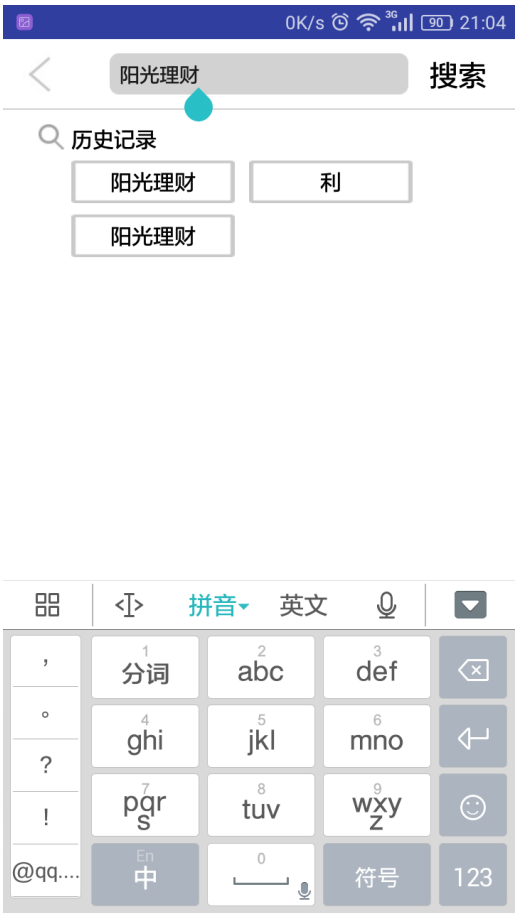 0K/s 3G 90 21:04
阳光理财 搜索
历史记录
阳光理财 利
阳光理财
拼音 英文
, 1 分词 2 abc 3 def
。 4 ghi 5 jkl 6 mno
?
! 7 pqrs 8 tuv 9 wxyz
@qq.... En 中 0 符号 123